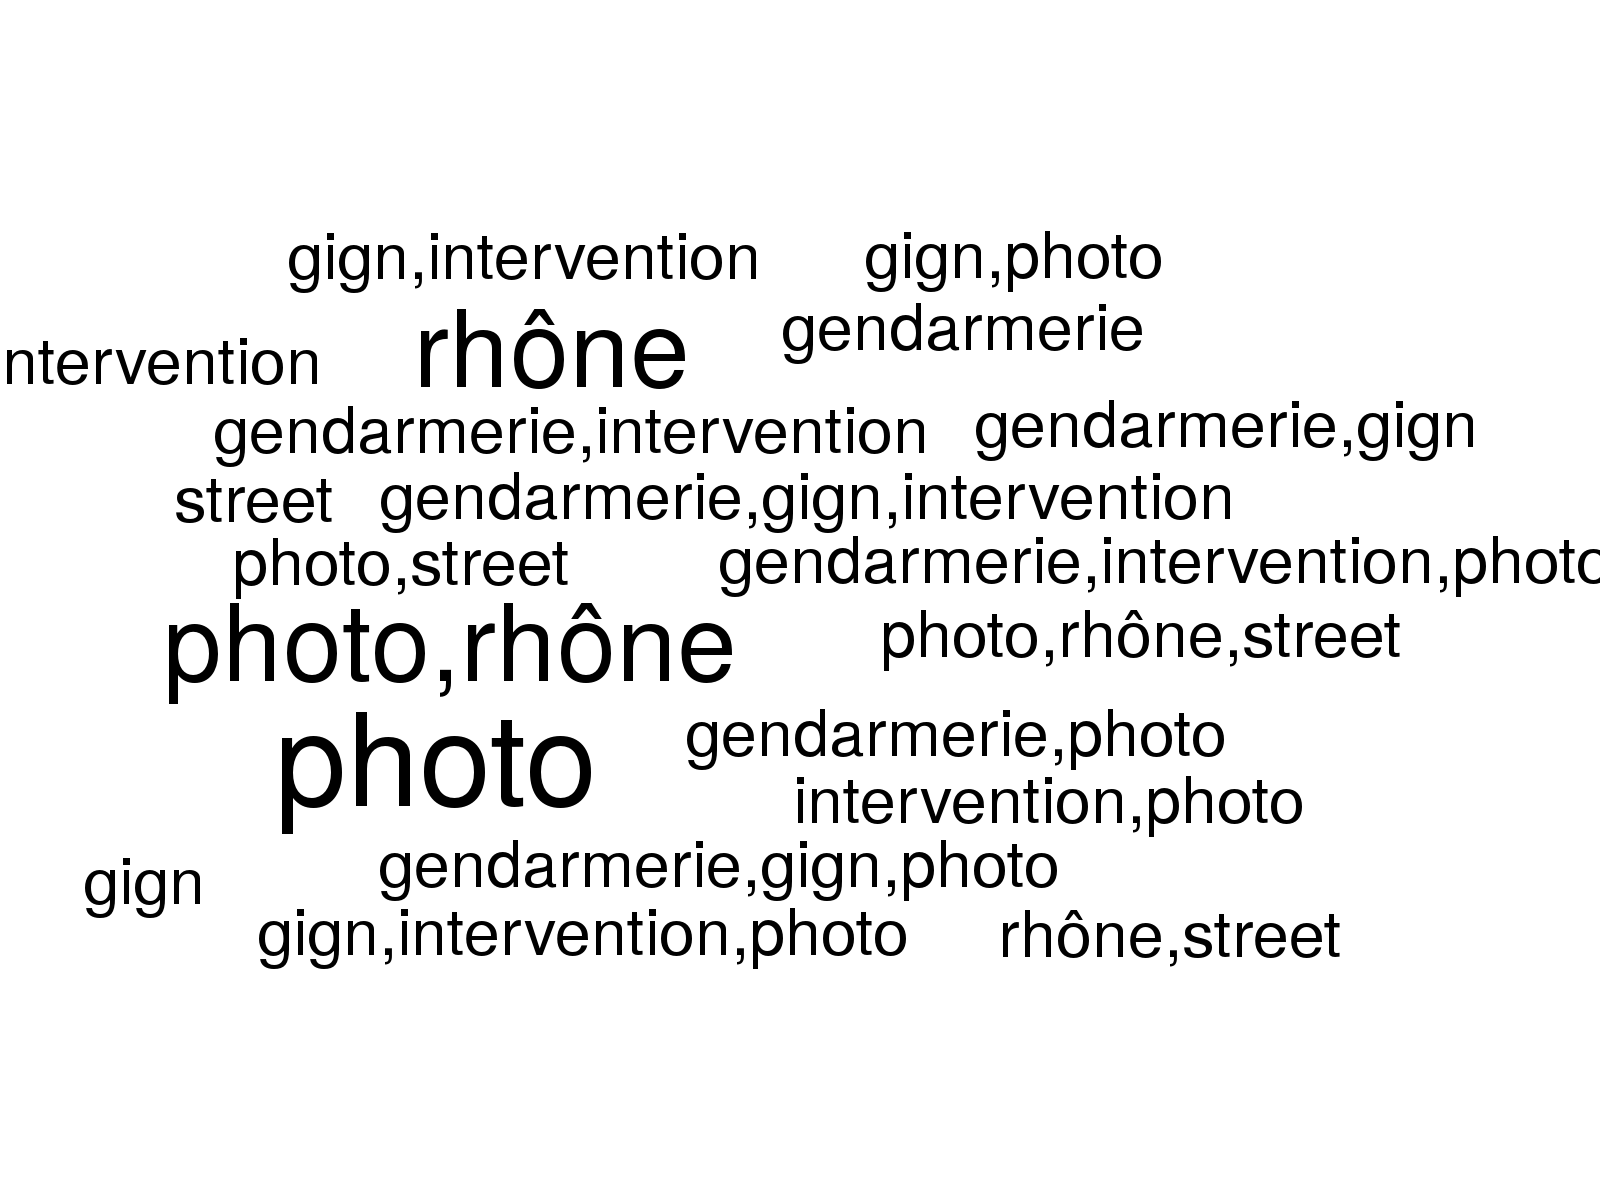 gign,intervention gign,photo
rhône gendarmerie
ntervention
gendarmerie,intervention gendarmerie,gign
street gendarmerie,gign,intervention
photo,street gendarmerie,intervention,photo
photo,rhône photo,rhône,street
photo gendarmerie,photo
intervention,photo
gign gendarmerie,gign,photo
gign,intervention,photo rhône,street